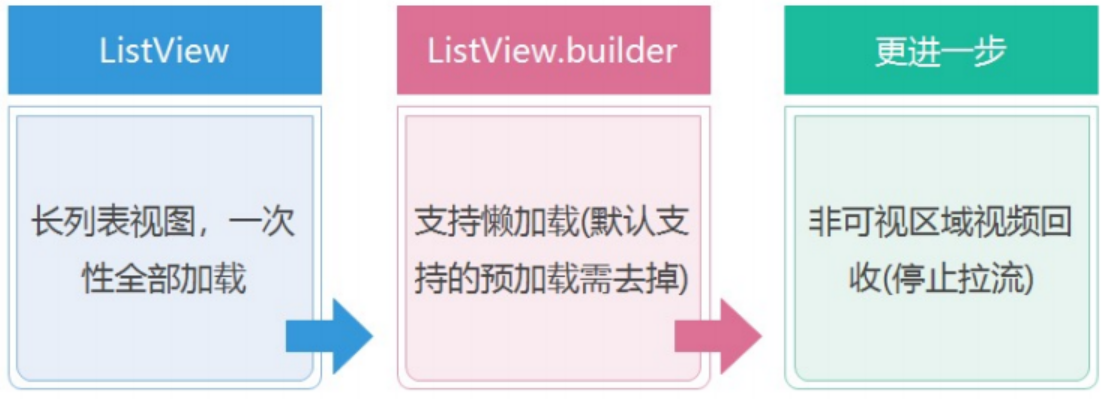 ListView
长列表视图，一次
性全部加载
ListView.builder
支持懒加载(默认支
持的预加载需去掉)
更进一步
非可视区域视频回
收(停止拉流)